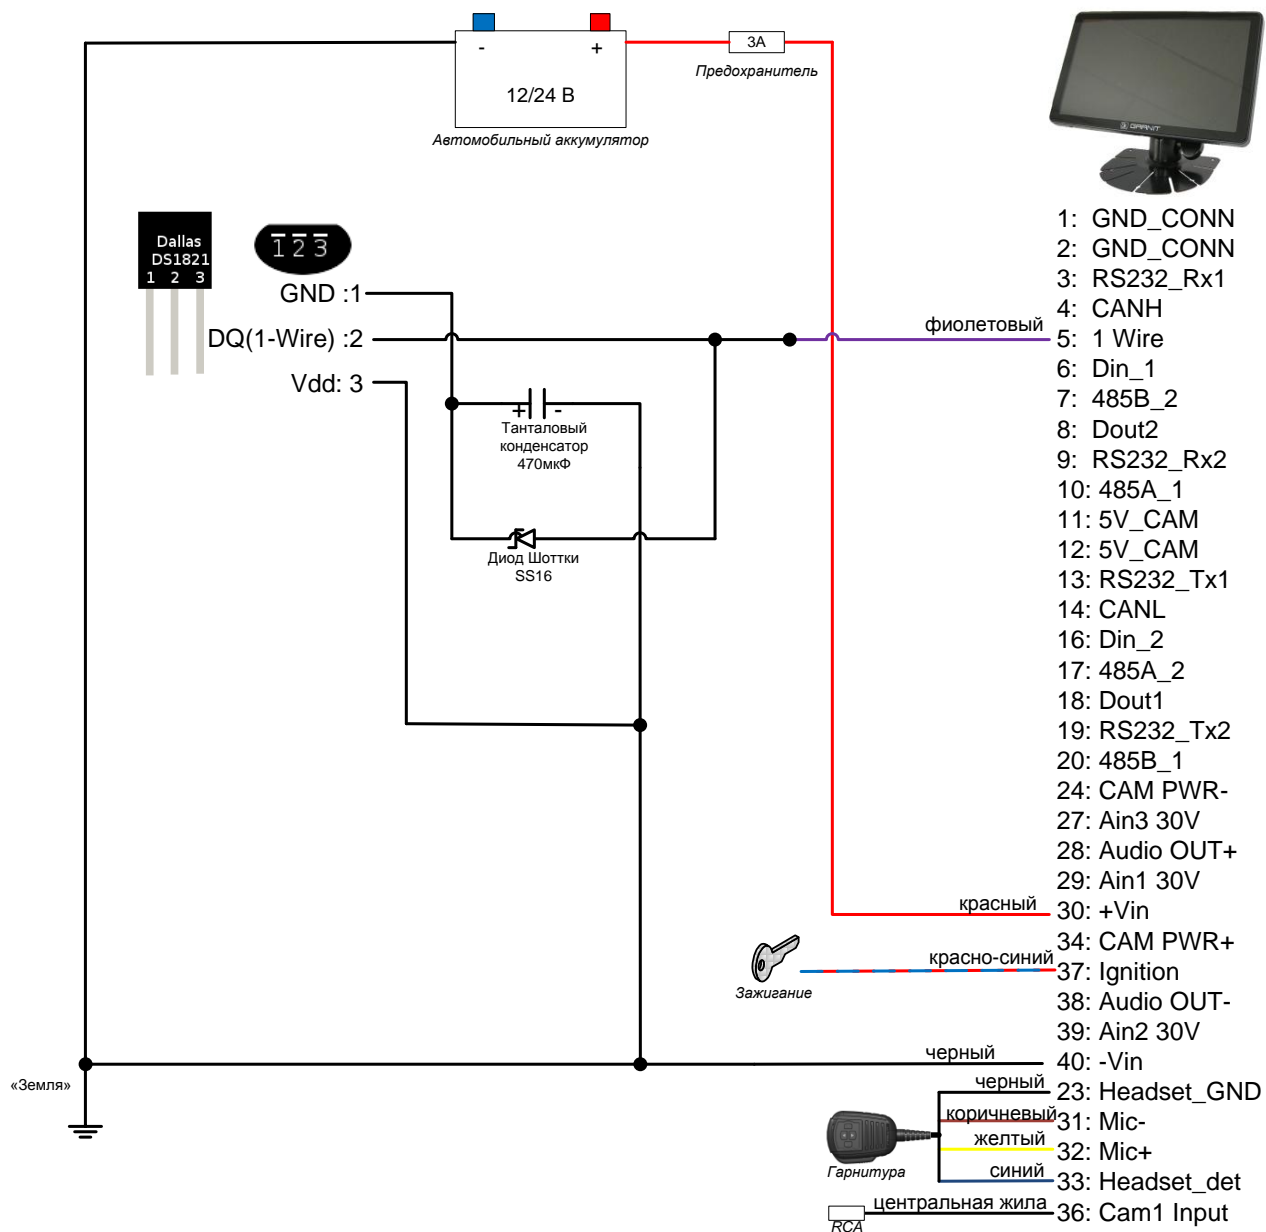 - +
3A
Предохранитель
12/24 В
Автомобильный аккумулятор
GRANIT
Dallas
DS1821
1 2 3
1 2 3
GND :1
DQ(1-Wire) :2
Vdd: 3
+ -
Танталовый
конденсатор
470мкФ
Диод Шоттки
SS16
фиолетовый
1: GND_CONN
2: GND_CONN
3: RS232_Rx1
4: CANH
5: 1 Wire
6: Din_1
7: 485B_2
8: Dout2
9: RS232_Rx2
10: 485A_1
11: 5V_CAM
12: 5V_CAM
13: RS232_Tx1
14: CANL
16: Din_2
17: 485A_2
18: Dout1
19: RS232_Tx2
20: 485B_1
24: CAM PWR-
27: Ain3 30V
28: Audio OUT+
29: Ain1 30V
красный
30: +Vin
34: CAM PWR+
красно-синий
37: Ignition
Зажигание
38: Audio OUT-
39: Ain2 30V
черный
40: -Vin
«Земля»
черный
23: Headset_GND
коричневый
31: Mic-
желтый
32: Mic+
синий
33: Headset_det
Гарнитура
центральная жила
36: Cam1 Input
RCA